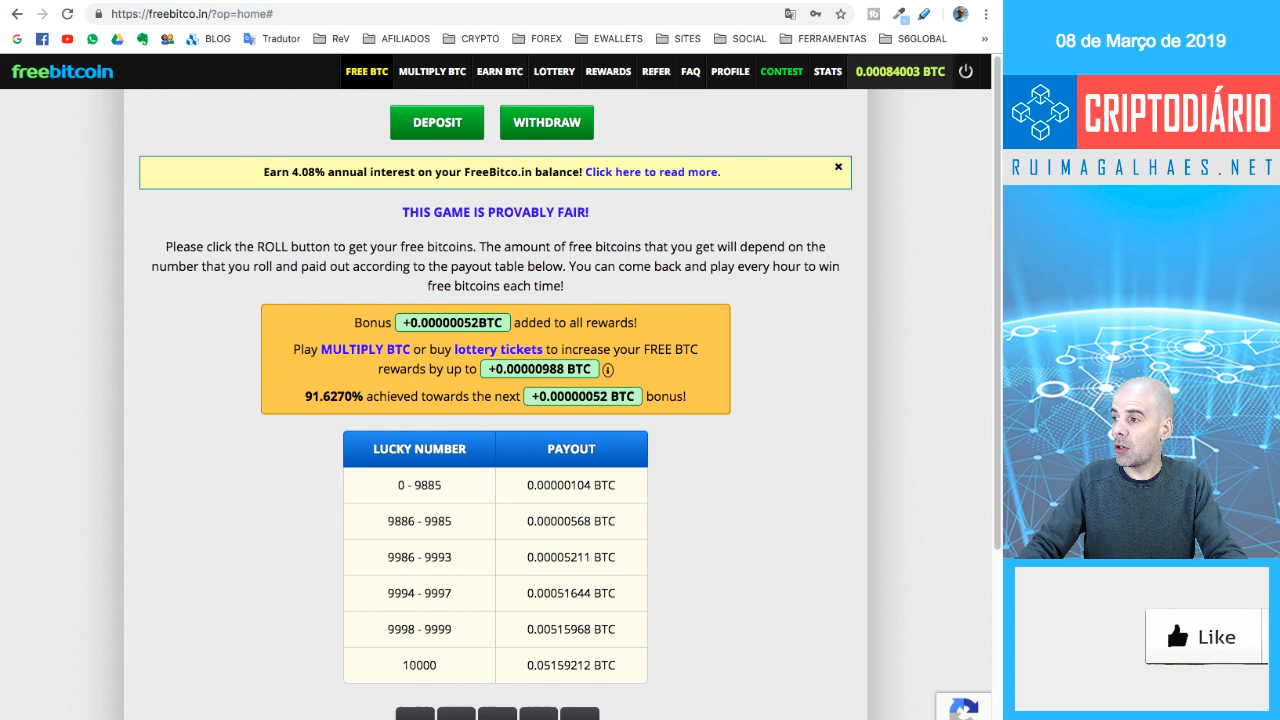 https://freebitco.in/?op=home#
BLOG Tradutor ReV AFILIADOS CRYPTO FOREX EWALLETS SITES SOCIAL FERRAMENTAS S6GLOBAL »
freebitcoin FREE BTC MULTIPLY BTC EARN BTC LOTTERY REWARDS REFER FAQ PROFILE CONTEST STATS 0.00084003 BTC
DEPOSIT WITHDRAW
Earn 4.08% annual interest on your FreeBitco.in balance! Click here to read more.
THIS GAME IS PROVABLY FAIR!
Please click the ROLL button to get your free bitcoins. The amount of free bitcoins that you get will depend on the
number that you roll and paid out according to the payout table below. You can come back and play every hour to win
free bitcoins each time!
Bonus +0.00000052BTC added to all rewards!
Play MULTIPLY BTC or buy lottery tickets to increase your FREE BTC
rewards by up to +0.00000988 BTC
91.6270% achieved towards the next +0.00000052 BTC bonus!
LUCKY NUMBER PAYOUT
0 - 9885 0.00000104 BTC
9886 - 9985 0.00000568 BTC
9986 - 9993 0.00005211 BTC
9994 - 9997 0.00051644 BTC
9998 - 9999 0.00515968 BTC
10000 0.05159212 BTC
08 de Março de 2019
CRIPTODIÁRIO
RUIMAGALHAES.NET
Like